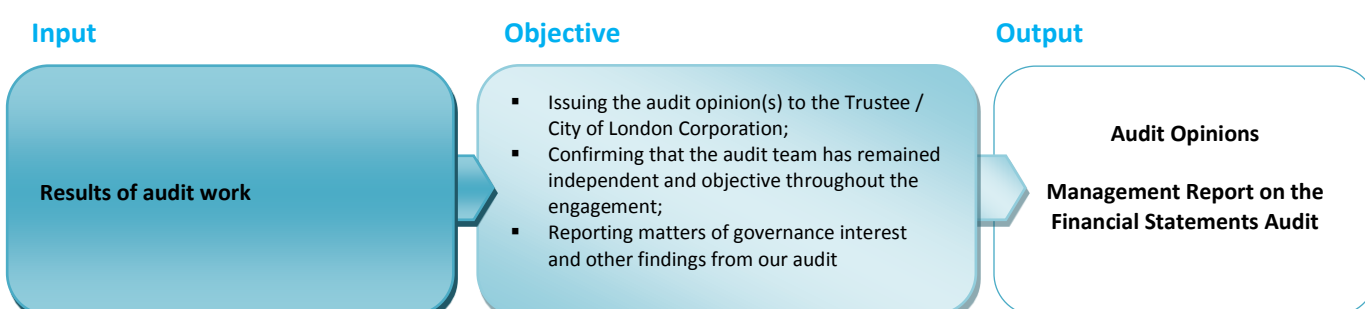 Input
Objective
Output
Results of audit work
▪ Issuing the audit opinion(s) to the Trustee /
City of London Corporation;
▪ Confirming that the audit team has remained
independent and objective throughout the
engagement;
▪ Reporting matters of governance interest
and other findings from our audit
Audit Opinions
Management Report on the
Financial Statements Audit